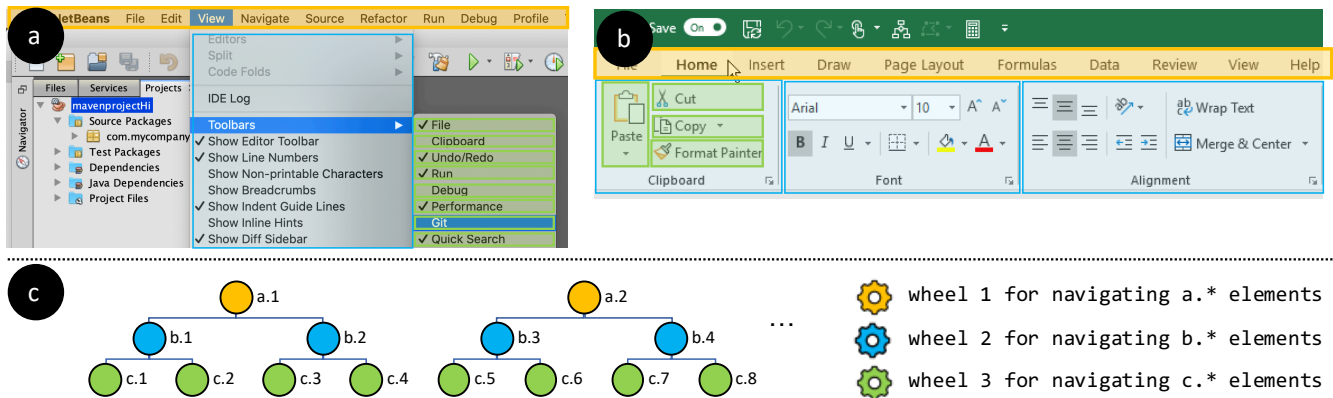 a
NetBeans File Edit View Navigate Source Refactor Run Debug Profile
Editors
Split
Code Folds
IDE Log
Toolbars
Show Editor Toolbar
Show Line Numbers
Show Non-printable Characters
Show Breadcrumbs
Show Indent Guide Lines
Show Inline Hints
Show Diff Sidebar
File
Clipboard
Undo/Redo
Run
Debug
Performance
Git
Quick Search
Navigator
Files Services Projects
mavenprojectHi
Source Packages
com.mycompany
Test Packages
Dependencies
Java Dependencies
Project Files
b
Save On
File Home Insert Draw Page Layout Formulas Data Review View Help
Paste
Cut
Copy
Format Painter
Clipboard
Arial 10 A A
B I U A
Font
ab Wrap Text
Merge & Center
Alignment
c
a.1 a.2
b.1 b.2 b.3 b.4 ...
c.1 c.2 c.3 c.4 c.5 c.6 c.7 c.8
wheel 1 for navigating a.* elements
wheel 2 for navigating b.* elements
wheel 3 for navigating c.* elements